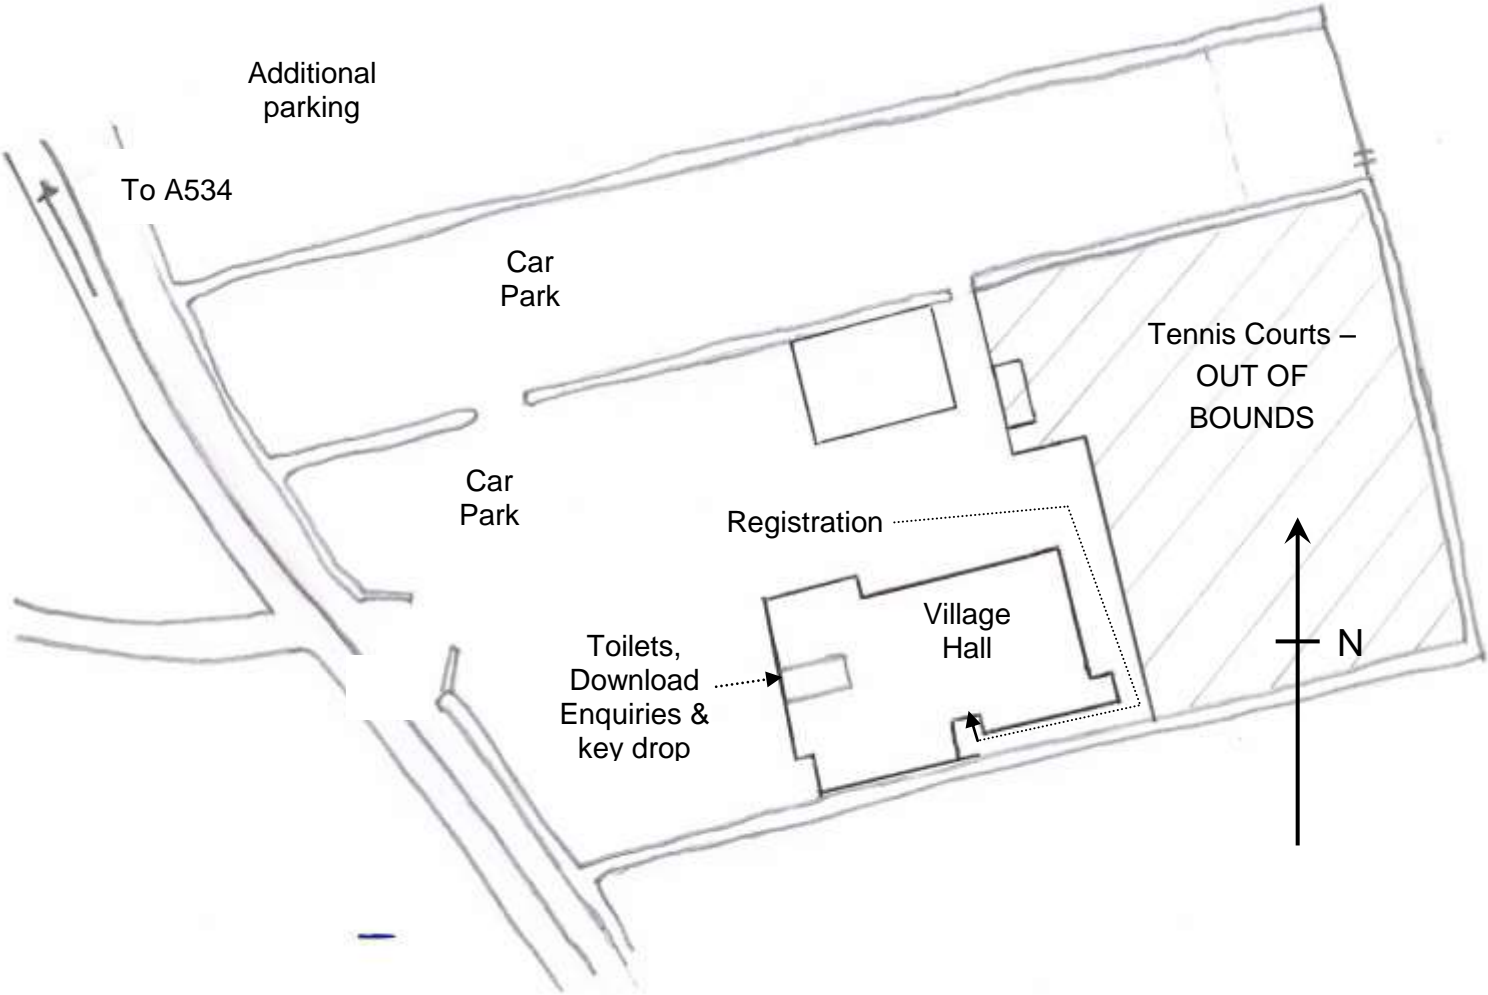 Additional
parking
To A534
Car
Park
Tennis Courts –
OUT OF
BOUNDS
Car
Park
Registration
Village
Hall
Toilets,
Download
Enquiries &
key drop
N